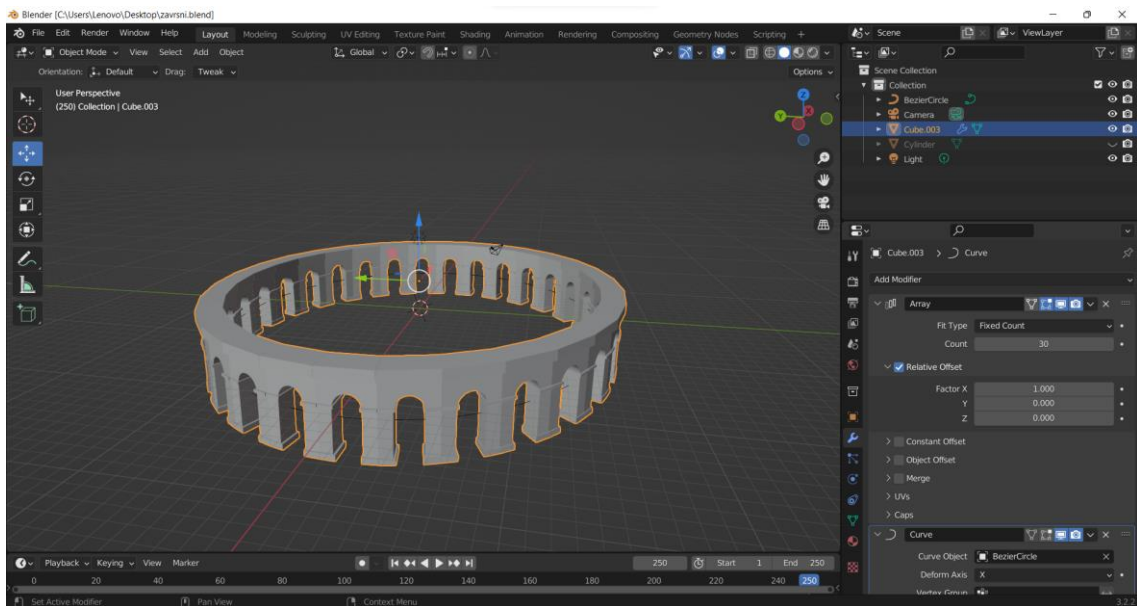 Blender [C:\Users\Lenovo\Desktop\zavrsni.blend]
File Edit Render Window Help Layout Modeling Sculpting UV Editing Texture Paint Shading Animation Rendering Compositing Geometry Nodes Scripting + Scene ViewLayer
Object Mode View Select Add Object Global
Orientation: Default Drag: Tweak Options
User Perspective
(250) Collection | Cube.003
Z
Y
X
Scene Collection
Collection
BezierCircle
Camera
Cube.003
Cylinder
Light
Cube.003 > Curve
Add Modifier
Array
Fit Type Fixed Count
Count 30
Relative Offset
Factor X 1.000
Y 0.000
Z 0.000
Constant Offset
Object Offset
Merge
UVs
Caps
Curve
Curve Object BezierCircle
Deform Axis X
Vertex Group
Playback Keying View Marker 250 Start 1 End 250
0 20 40 60 80 100 120 140 160 180 200 220 240 250
Set Active Modifier Pan View Context Menu 3.2.2